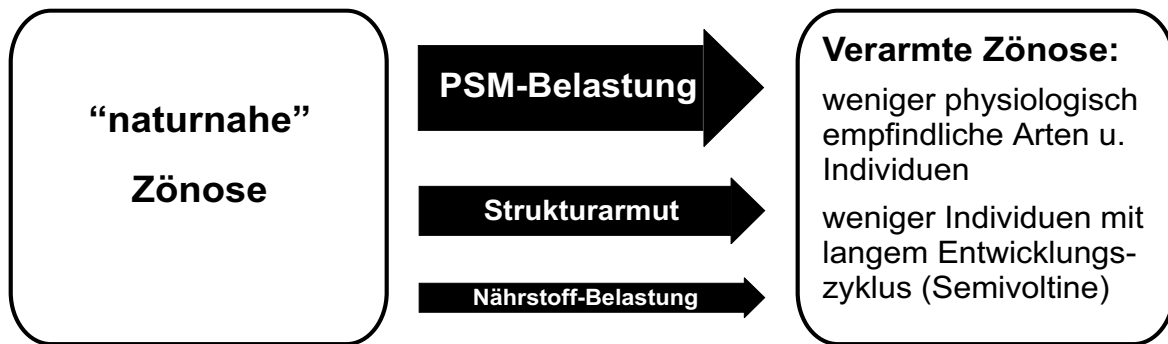 “naturnahe”
Zönose
PSM-Belastung
Strukturarmut
Nährstoff-Belastung
Verarmte Zönose:
weniger physiologisch
empfindliche Arten u.
Individuen
weniger Individuen mit
langem Entwicklungs-
zyklus (Semivoltine)